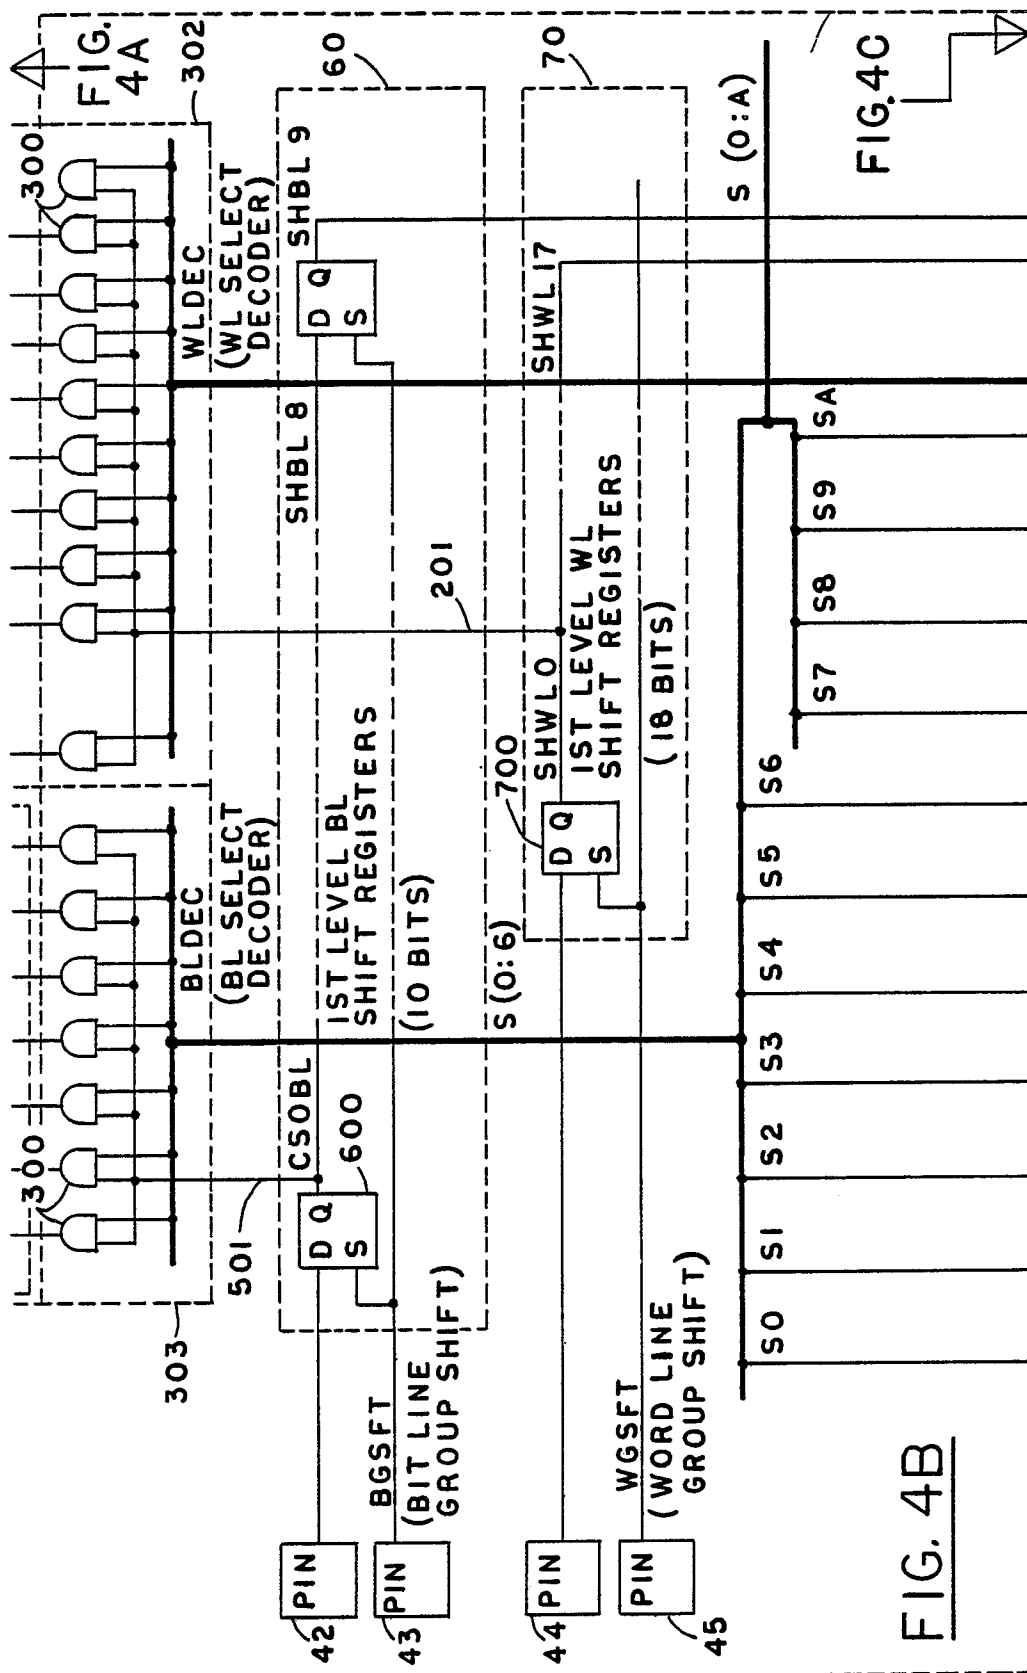 FIG.
4A
302
300
WLDEC
(WL SELECT
DECODER)
300
BLDEC
(BL SELECT
DECODER)
303
60
SHBL 9
D Q
S
SHBL 8
201
1ST LEVEL BL
SHIFT REGISTERS
(10 BITS)
CSOBL
600
D Q
S
501
BGSFT
(BIT LINE
GROUP SHIFT)
PIN
42
PIN
43
70
SHWL17
1ST LEVEL WL
SHIFT REGISTERS
(18 BITS)
SHWLO
700
D Q
S
S (0:6)
WGSFT
(WORD LINE
GROUP SHIFT)
PIN
44
PIN
45
S (0:A)
SA
S9
S8
S7
S6
S5
S4
S3
S2
S1
S0
FIG.4C
FIG. 4B